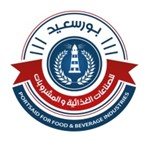 بورسعيد
للصناعات الغذائية و المشروبات
PORTSAID FOR FOOD & BEVERAGE INDUSTRIES